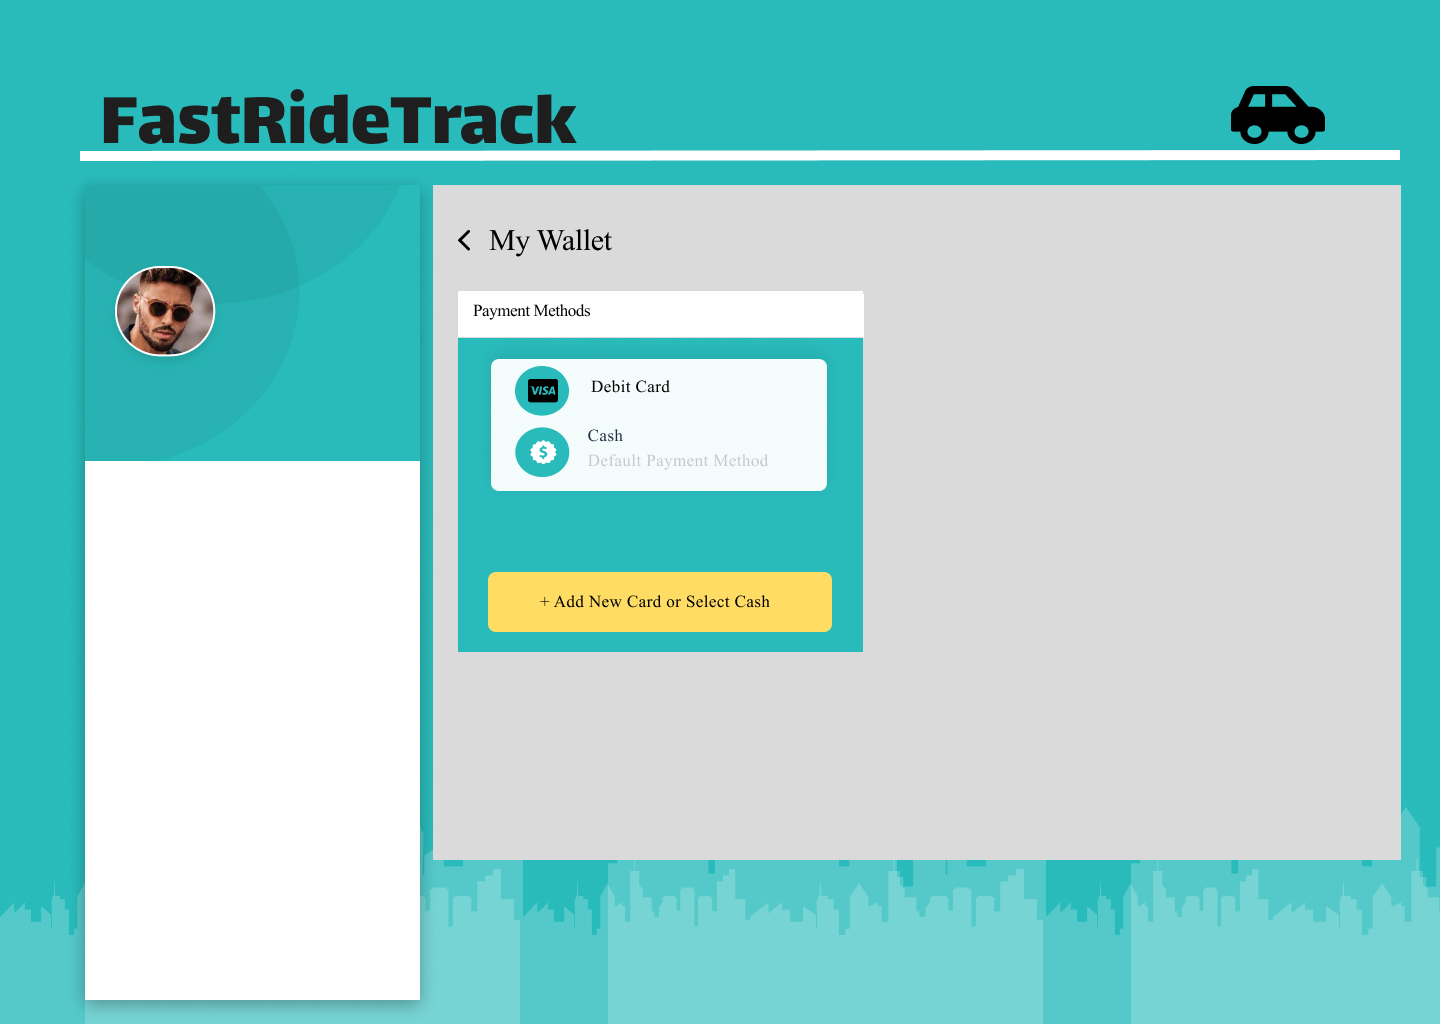 FastRideTrack
My Wallet
Payment Methods
VISA
Debit Card
$
Cash
Default Payment Method
+ Add New Card or Select Cash